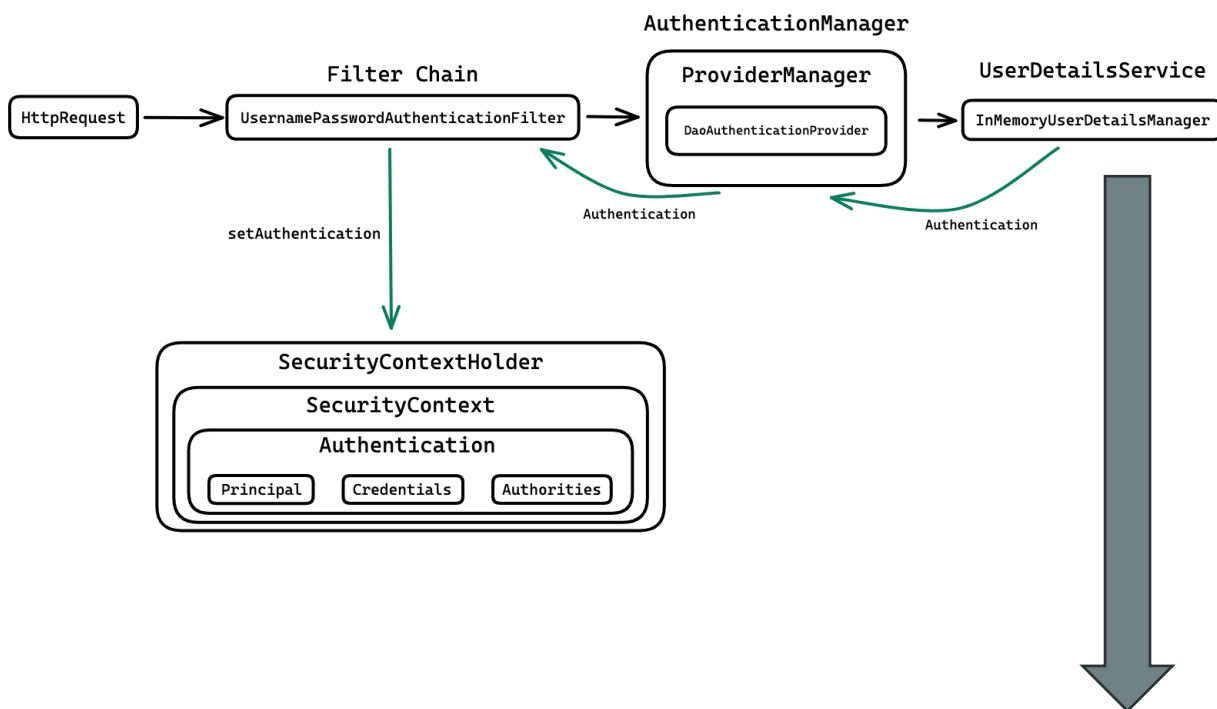 AuthenticationManager
Filter Chain
ProviderManager
UserDetailsService
HttpRequest
UsernamePasswordAuthenticationFilter
DaoAuthenticationProvider
InMemoryUserDetailsManager
Authentication
Authentication
setAuthentication
SecurityContextHolder
SecurityContext
Authentication
Principal
Credentials
Authorities